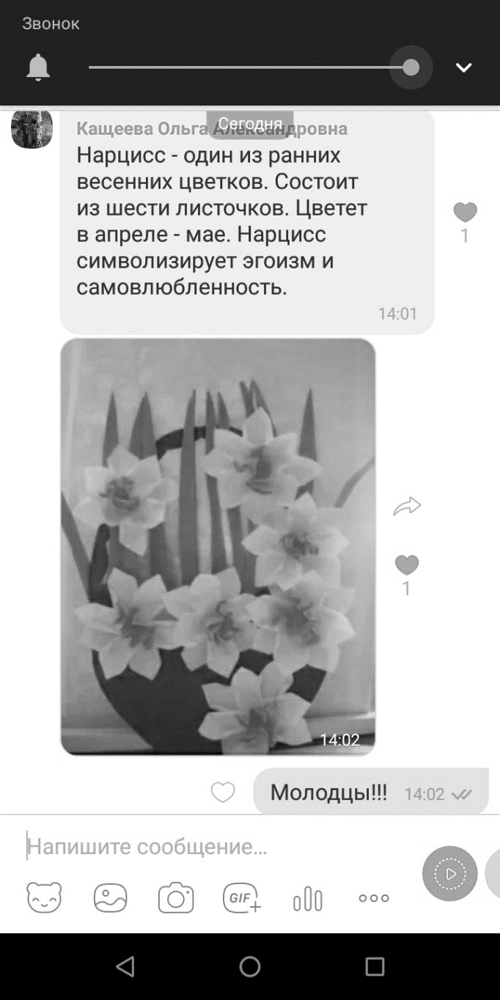 Звонок
Сегодня
Кащеева Ольга Александровна
Нарцисс - один из ранних
весенних цветков. Состоит
из шести листочков. Цветет
в апреле - мае. Нарцисс
символизирует эгоизм и
самовлюбленность.
1
14:01
1
14:02
Молодцы!!! 14:02
Напишите сообщение...
GIF